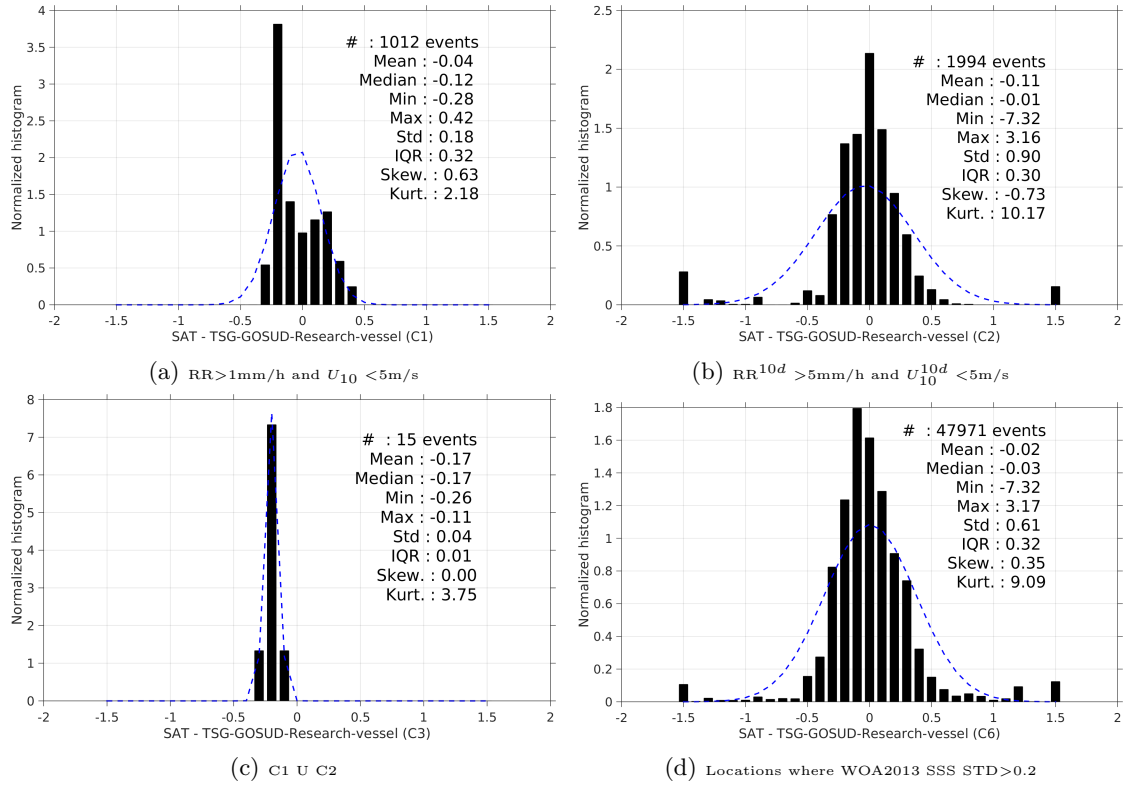 4
3.5
3
2.5
2
1.5
1
0.5
0
-2
-1.5
-1
-0.5
0
0.5
1
1.5
2
Normalized histogram
# : 1012 events
Mean : -0.04
Median : -0.12
Min : -0.28
Max : 0.42
Std : 0.18
IQR : 0.32
Skew. : 0.63
Kurt. : 2.18
SAT - TSG-GOSUD-Research-vessel (C1)
(a) RR>1mm/h and U10 <5m/s
2.5
2
1.5
1
0.5
0
-2
-1.5
-1
-0.5
0
0.5
1
1.5
2
Normalized histogram
# : 1994 events
Mean : -0.11
Median : -0.01
Min : -7.32
Max : 3.16
Std : 0.90
IQR : 0.30
Skew. : -0.73
Kurt. : 10.17
SAT - TSG-GOSUD-Research-vessel (C2)
(b) RR^10d >5mm/h and U10^10d <5m/s
8
7
6
5
4
3
2
1
0
-2
-1.5
-1
-0.5
0
0.5
1
1.5
2
Normalized histogram
# : 15 events
Mean : -0.17
Median : -0.17
Min : -0.26
Max : -0.11
Std : 0.04
IQR : 0.01
Skew. : 0.00
Kurt. : 3.75
SAT - TSG-GOSUD-Research-vessel (C3)
(c) C1 U C2
1.8
1.6
1.4
1.2
1
0.8
0.6
0.4
0.2
0
-2
-1.5
-1
-0.5
0
0.5
1
1.5
2
Normalized histogram
# : 47971 events
Mean : -0.02
Median : -0.03
Min : -7.32
Max : 3.17
Std : 0.61
IQR : 0.32
Skew. : 0.35
Kurt. : 9.09
SAT - TSG-GOSUD-Research-vessel (C6)
(d) Locations where WOA2013 SSS STD>0.2